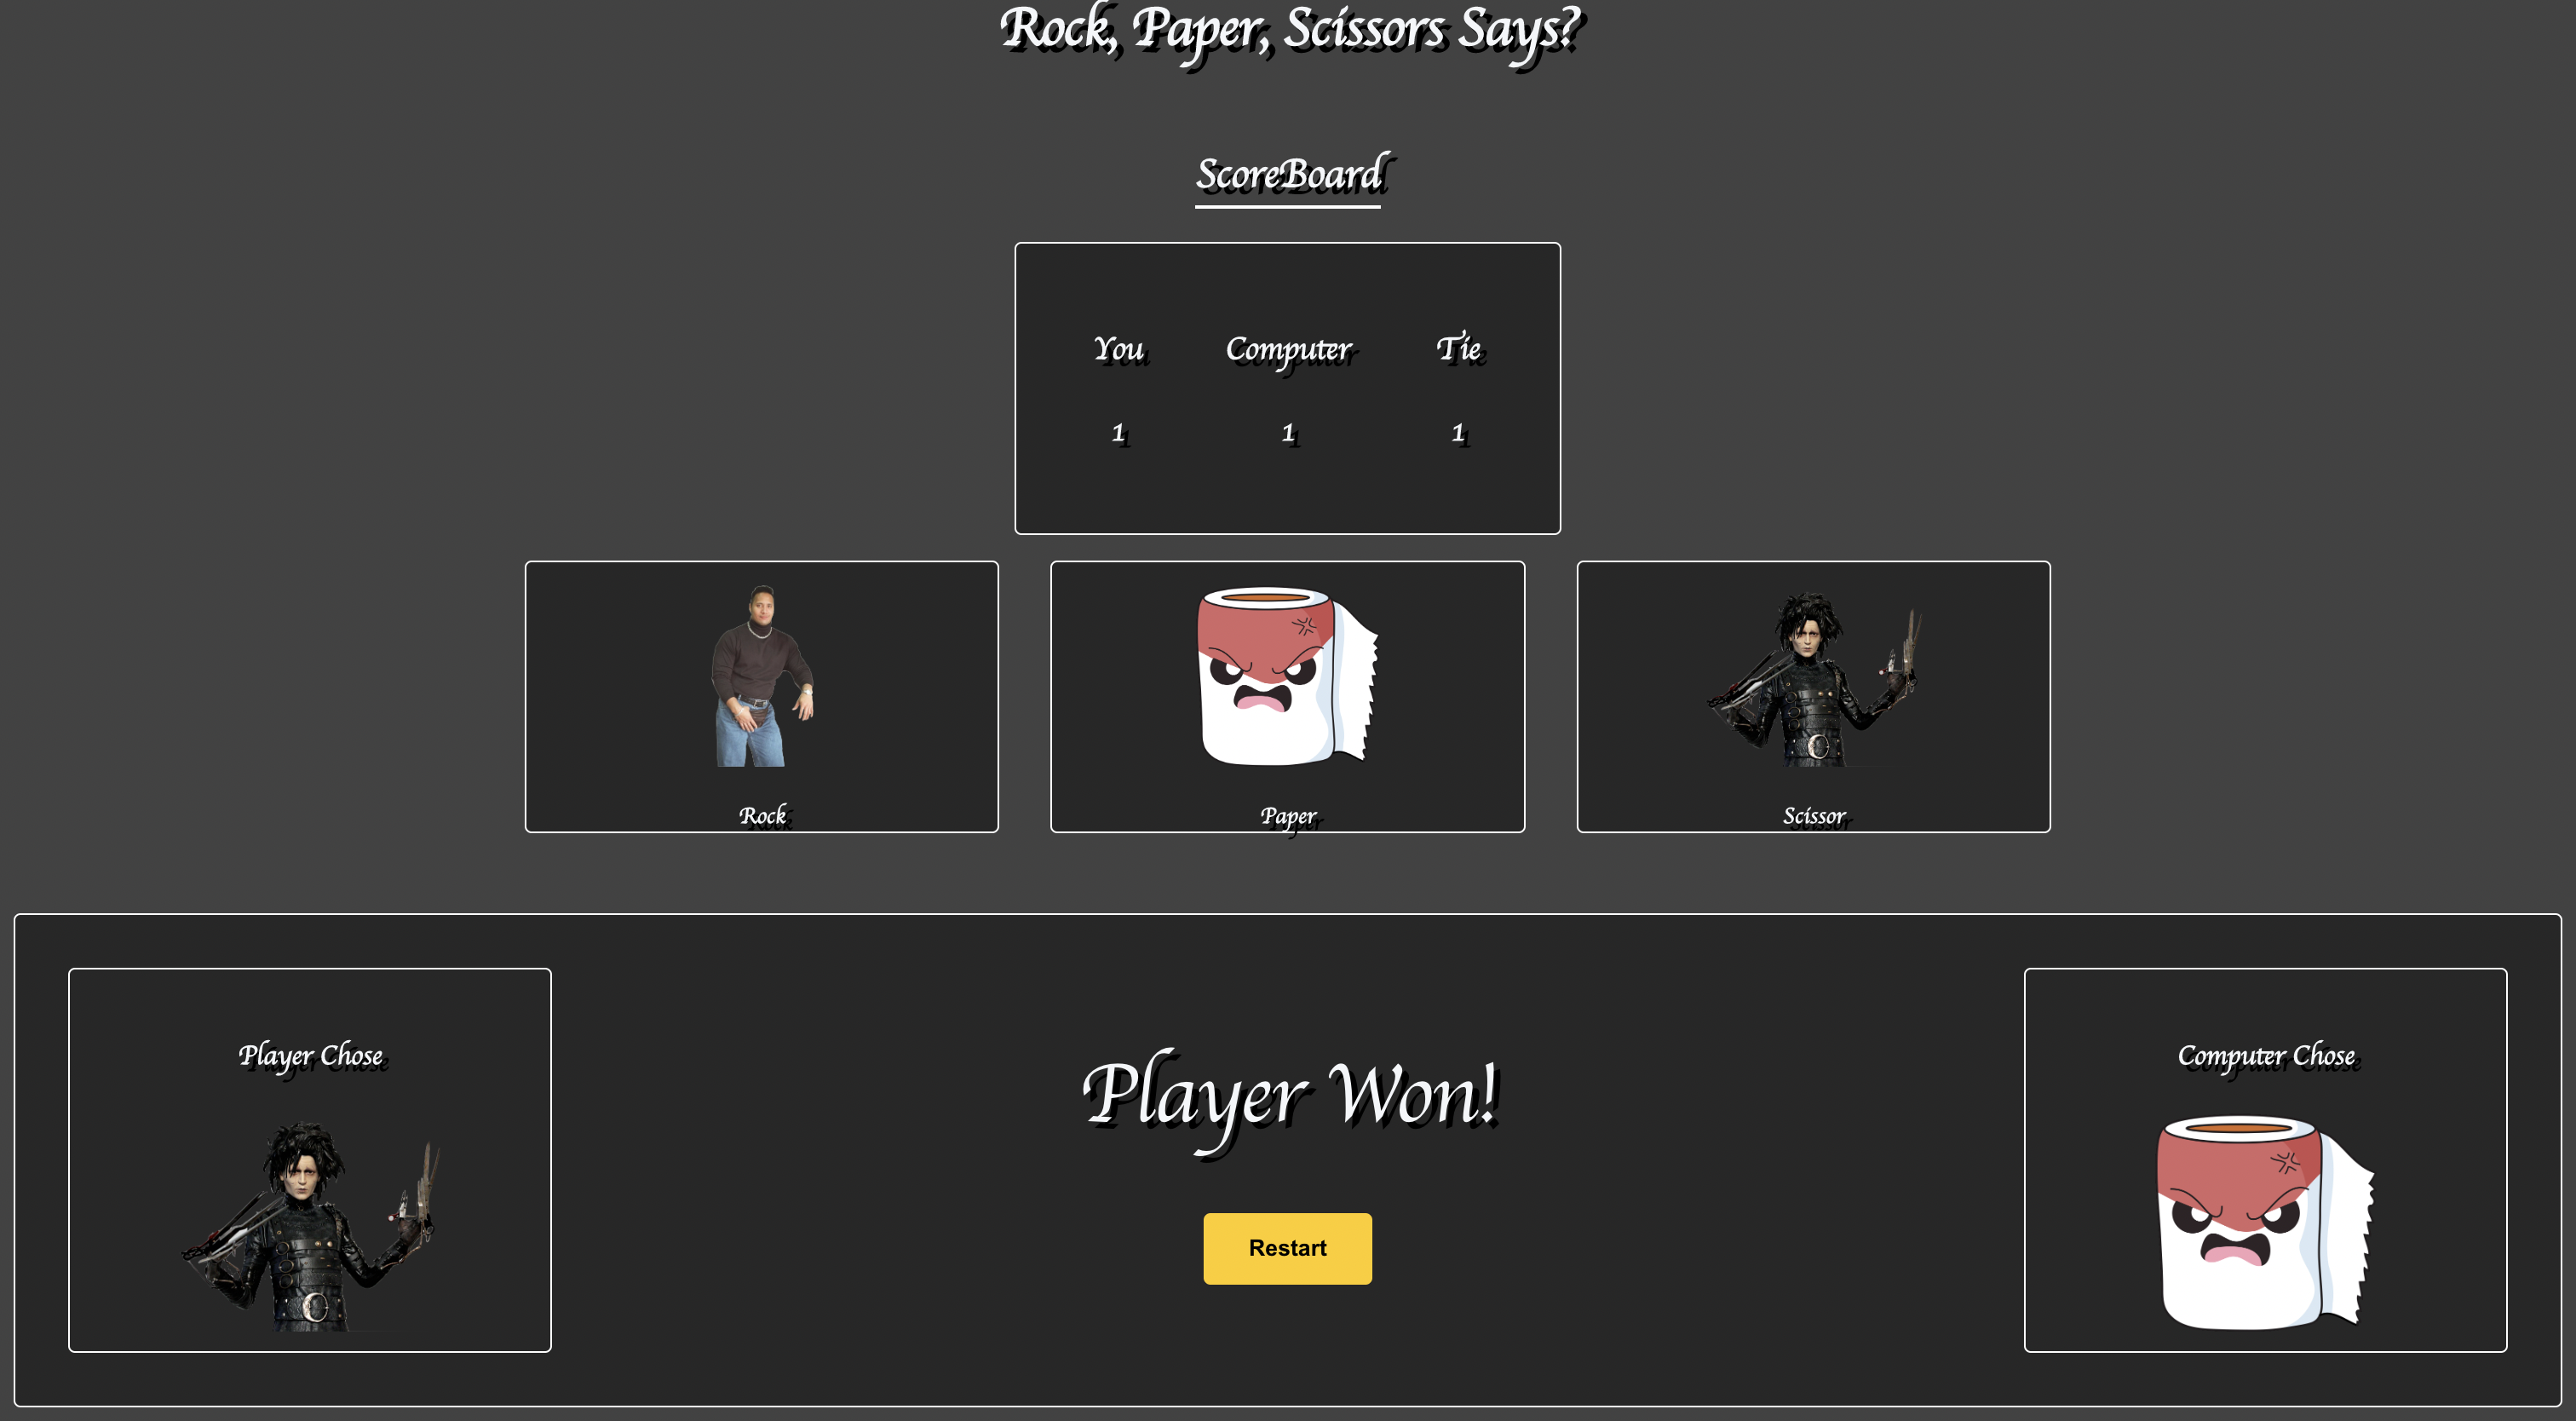 Rock, Paper, Scissors Says?
ScoreBoard
You Computer Tie
1 1 1
Rock Paper Scissor
Player Chose
Player Won!
Restart
Computer Chose